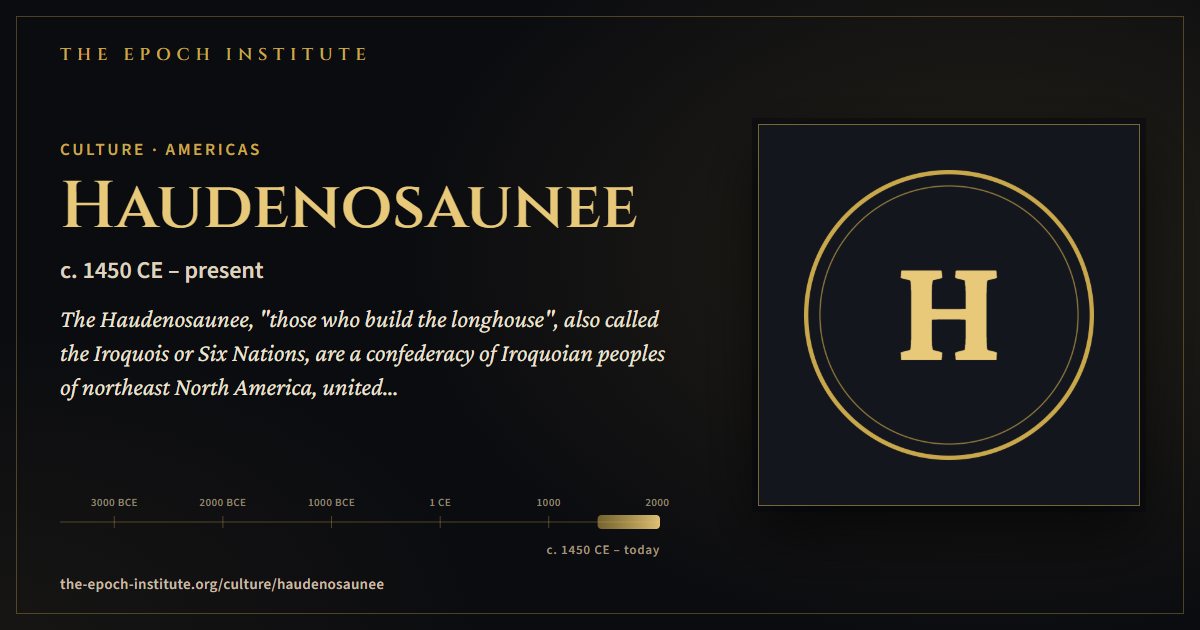 THE EPOCH INSTITUTE
CULTURE · AMERICAS
HAUDENOSAUNEE
c. 1450 CE – present
The Haudenosaunee, "those who build the longhouse", also called
the Iroquois or Six Nations, are a confederacy of Iroquoian peoples
of northeast North America, united...
H
3000 BCE 2000 BCE 1000 BCE 1 CE 1000 2000
c. 1450 CE – today
the-epoch-institute.org/culture/haudenosaunee